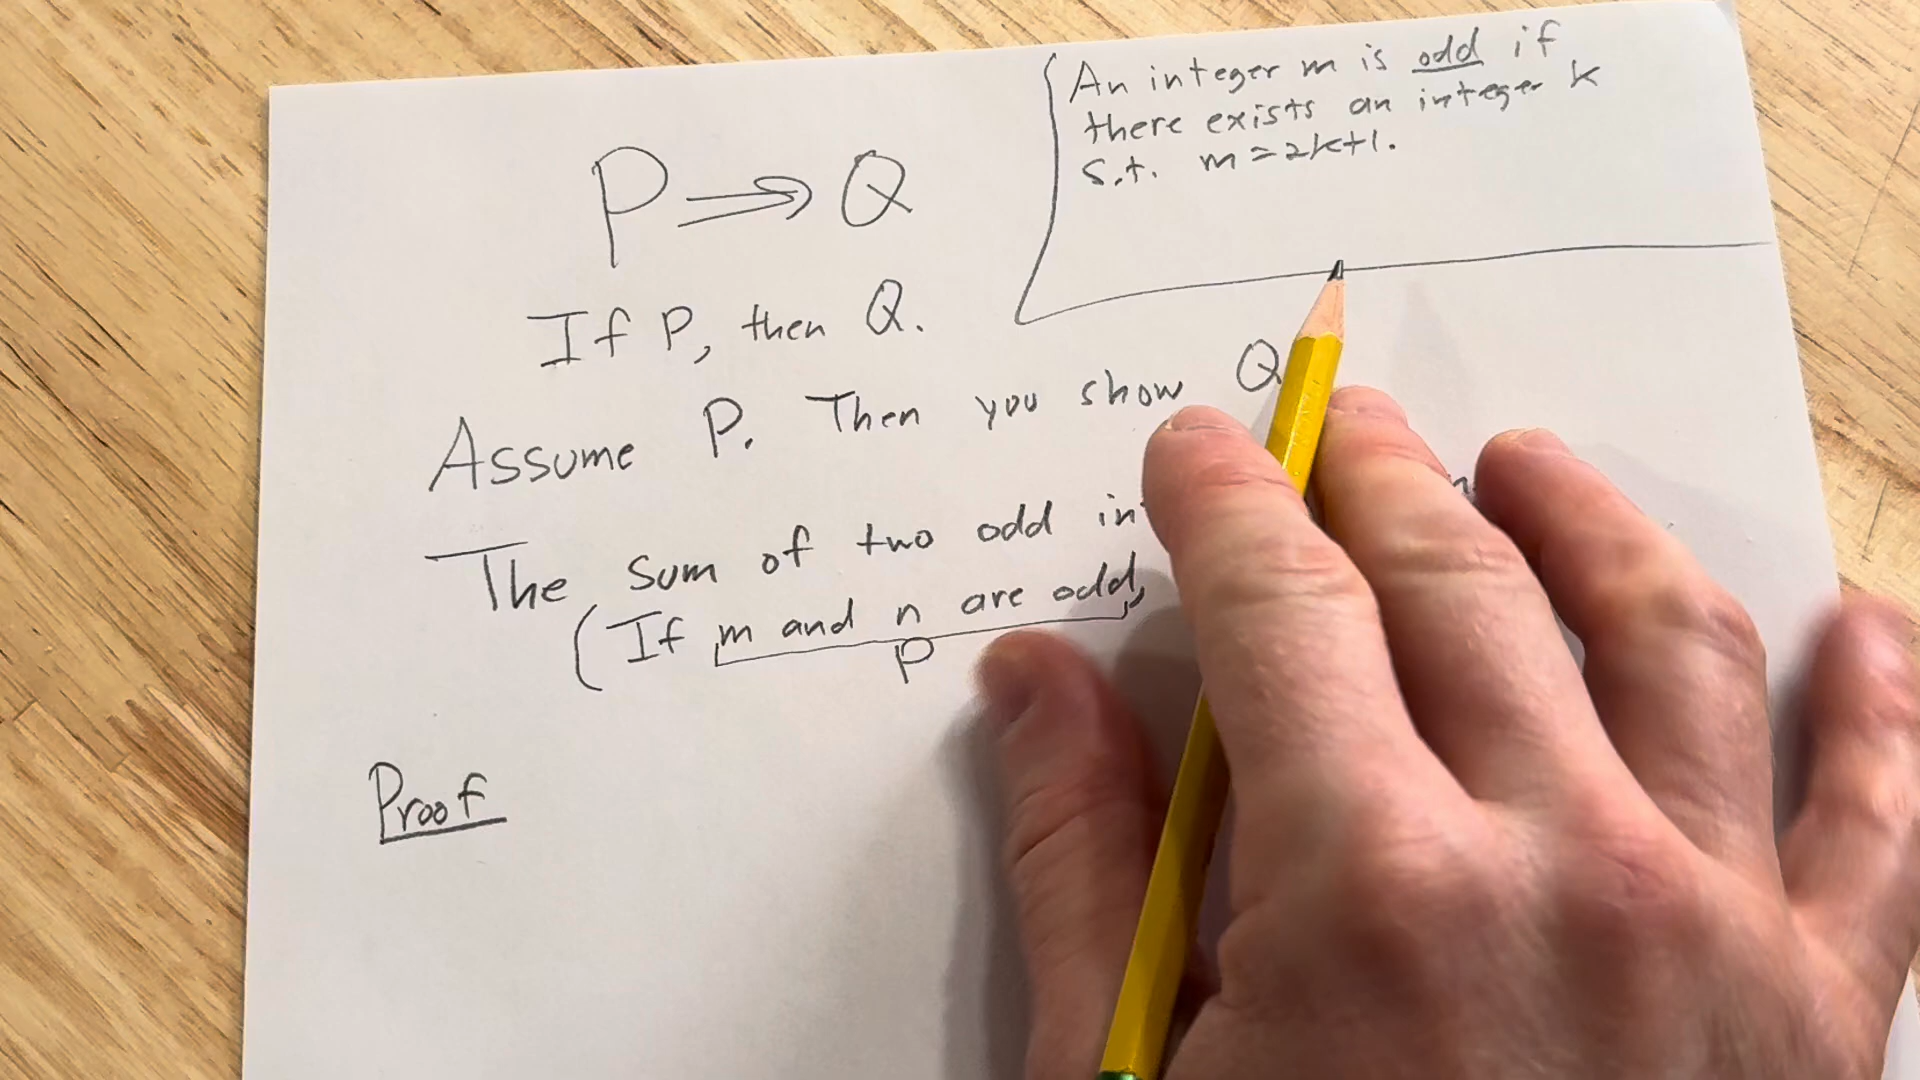 An integer m is odd if
there exists an integer k
s.t. m = 2k+1.
P ⇒ Q
If P, then Q.
Assume P. Then you show Q
The sum of two odd
(If m and n are odd,
P
Proof